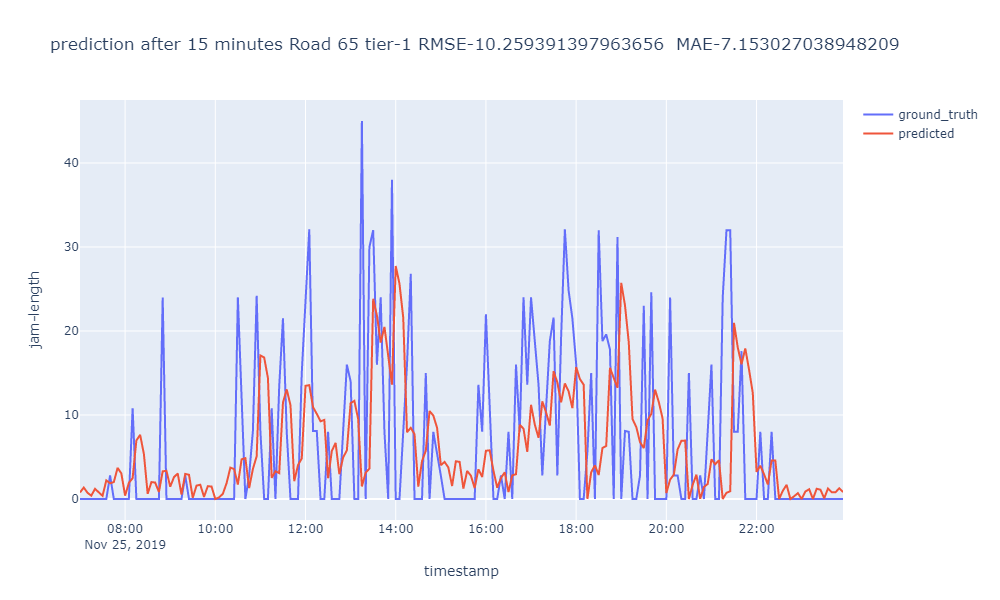 prediction after 15 minutes Road 65 tier-1 RMSE-10.259391397963656  MAE-7.153027038948209
ground_truth
predicted
40
30
20
10
0
jam-length
08:00 10:00 12:00 14:00 16:00 18:00 20:00 22:00
Nov 25, 2019
timestamp